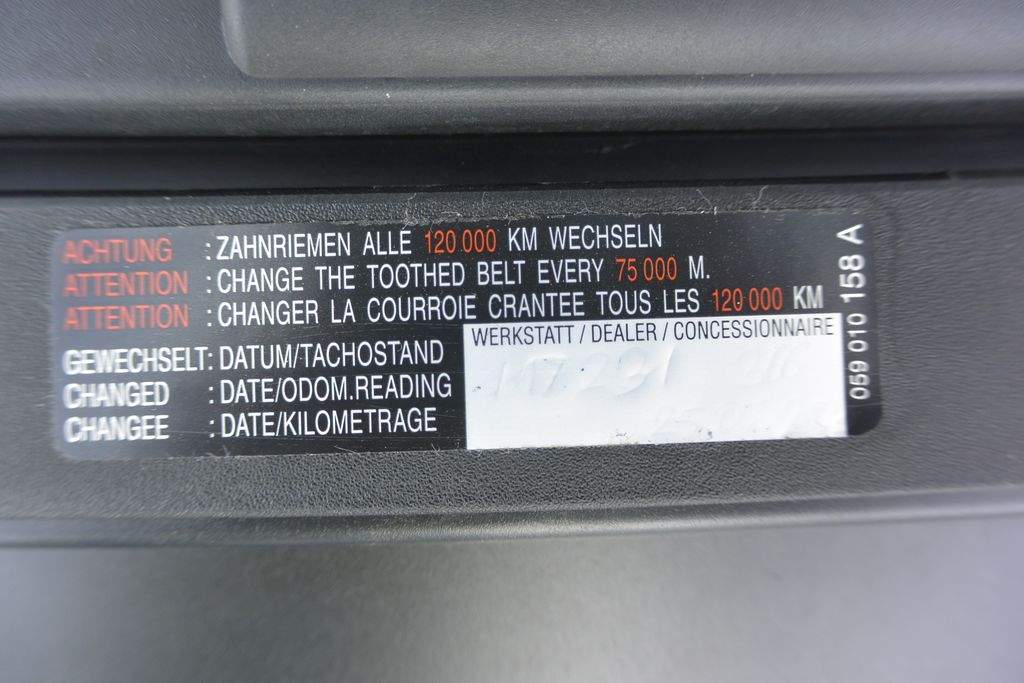 ACHTUNG : ZAHNRIEMEN ALLE 120 000 KM WECHSELN
ATTENTION : CHANGE THE TOOTHED BELT EVERY 75 000 M.
ATTENTION : CHANGER LA COURROIE CRANTEE TOUS LES 120 000 KM
WERKSTATT / DEALER / CONCESSIONNAIRE
GEWECHSELT: DATUM/TACHOSTAND
CHANGED : DATE/ODOM.READING
CHANGEE : DATE/KILOMETRAGE
059 010 158 A